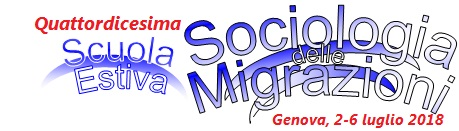 Quattordicesima
Scuola
Estiva
Sociologia
delle
Migrazioni
Genova, 2-6 luglio 2018